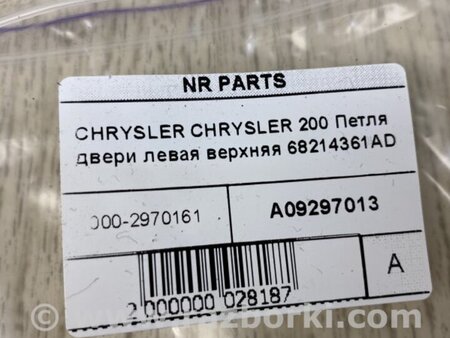 NR PARTS
CHRYSLER CHRYSLER 200 Петля
двери левая верхняя 68214361AD
000-2970161
A09297013
2 000000 028187
A